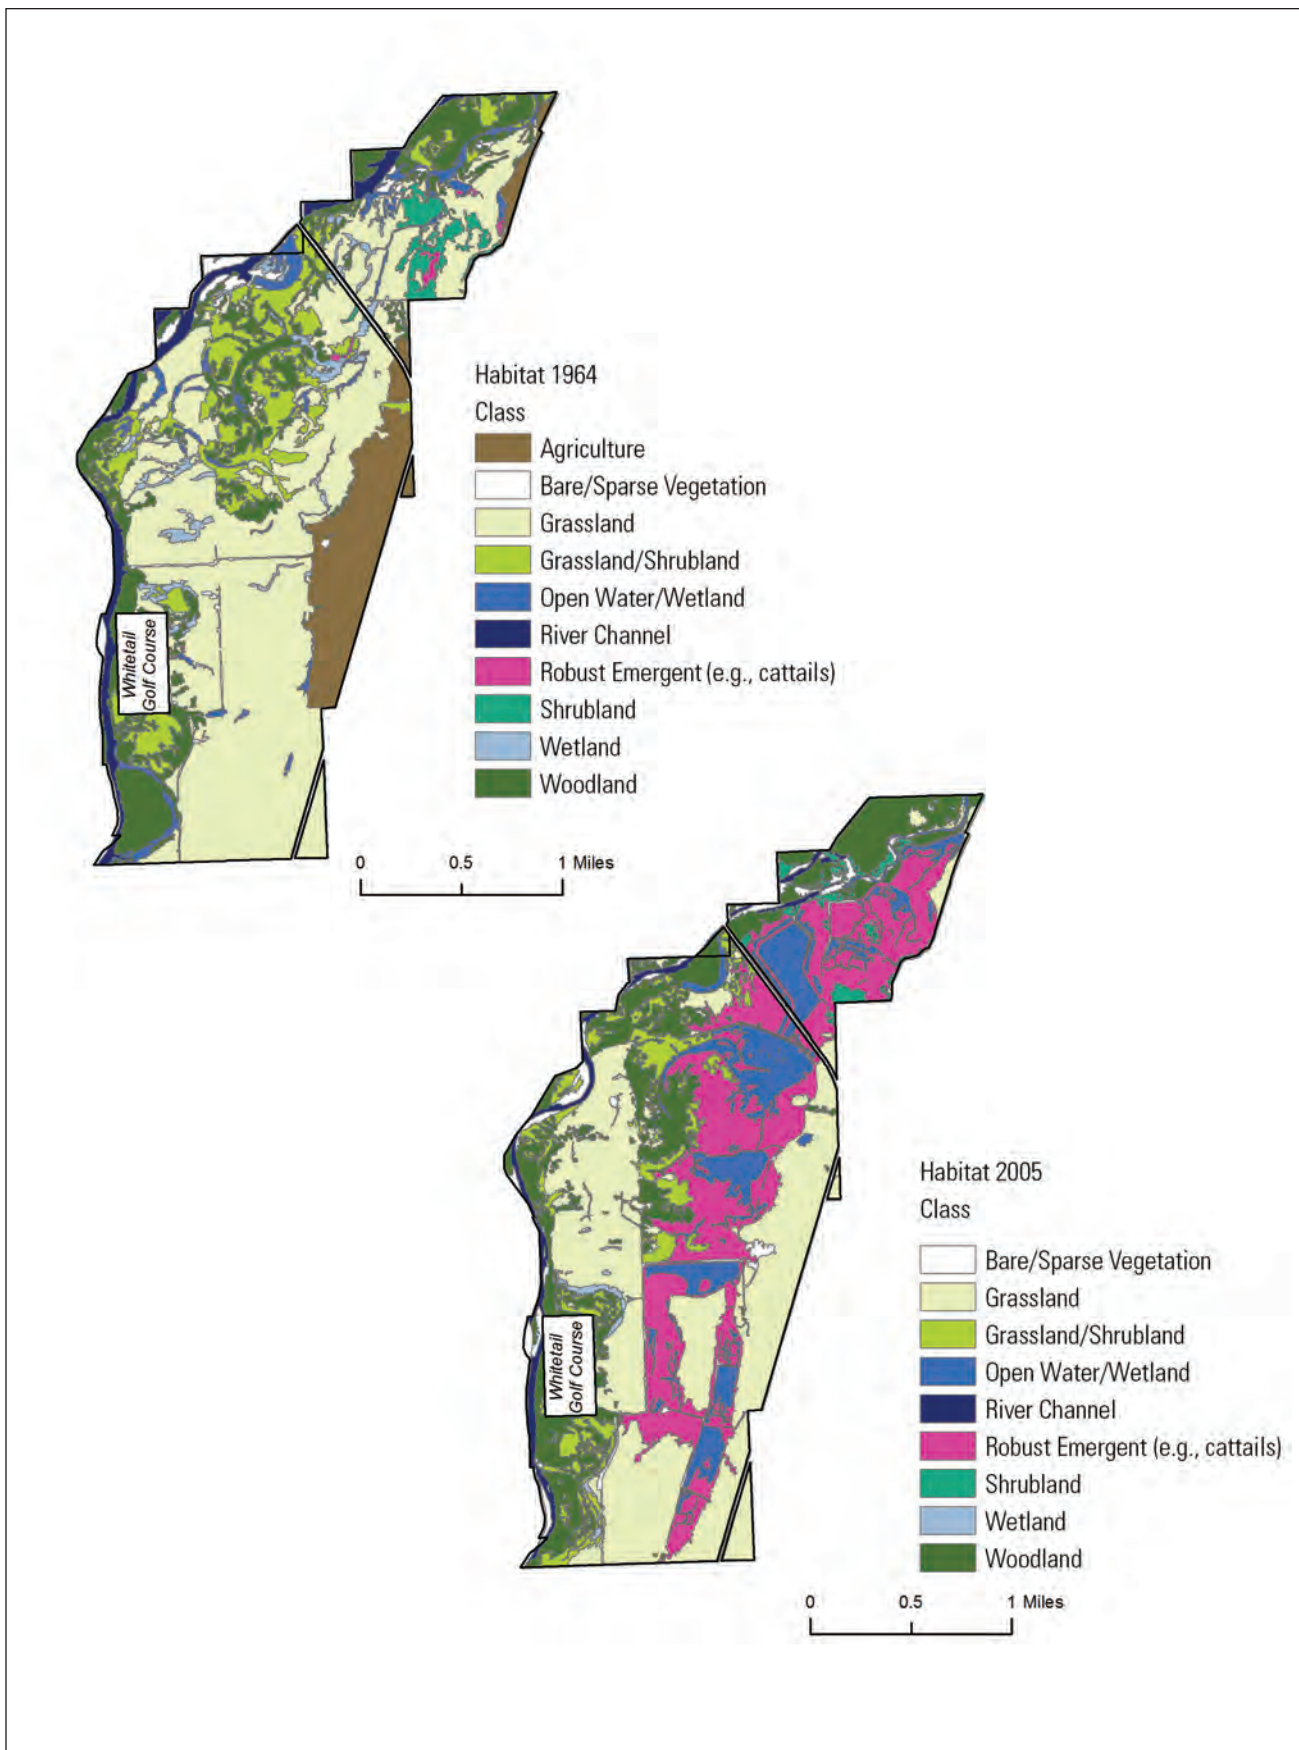 Habitat 1964
Class
Agriculture
Bare/Sparse Vegetation
Grassland
Grassland/Shrubland
Open Water/Wetland
River Channel
Robust Emergent (e.g., cattails)
Shrubland
Wetland
Woodland
Whitetail
Golf Course
0 0.5 1 Miles
Habitat 2005
Class
Bare/Sparse Vegetation
Grassland
Grassland/Shrubland
Open Water/Wetland
River Channel
Robust Emergent (e.g., cattails)
Shrubland
Wetland
Woodland
Whitetail
Golf Course
0 0.5 1 Miles